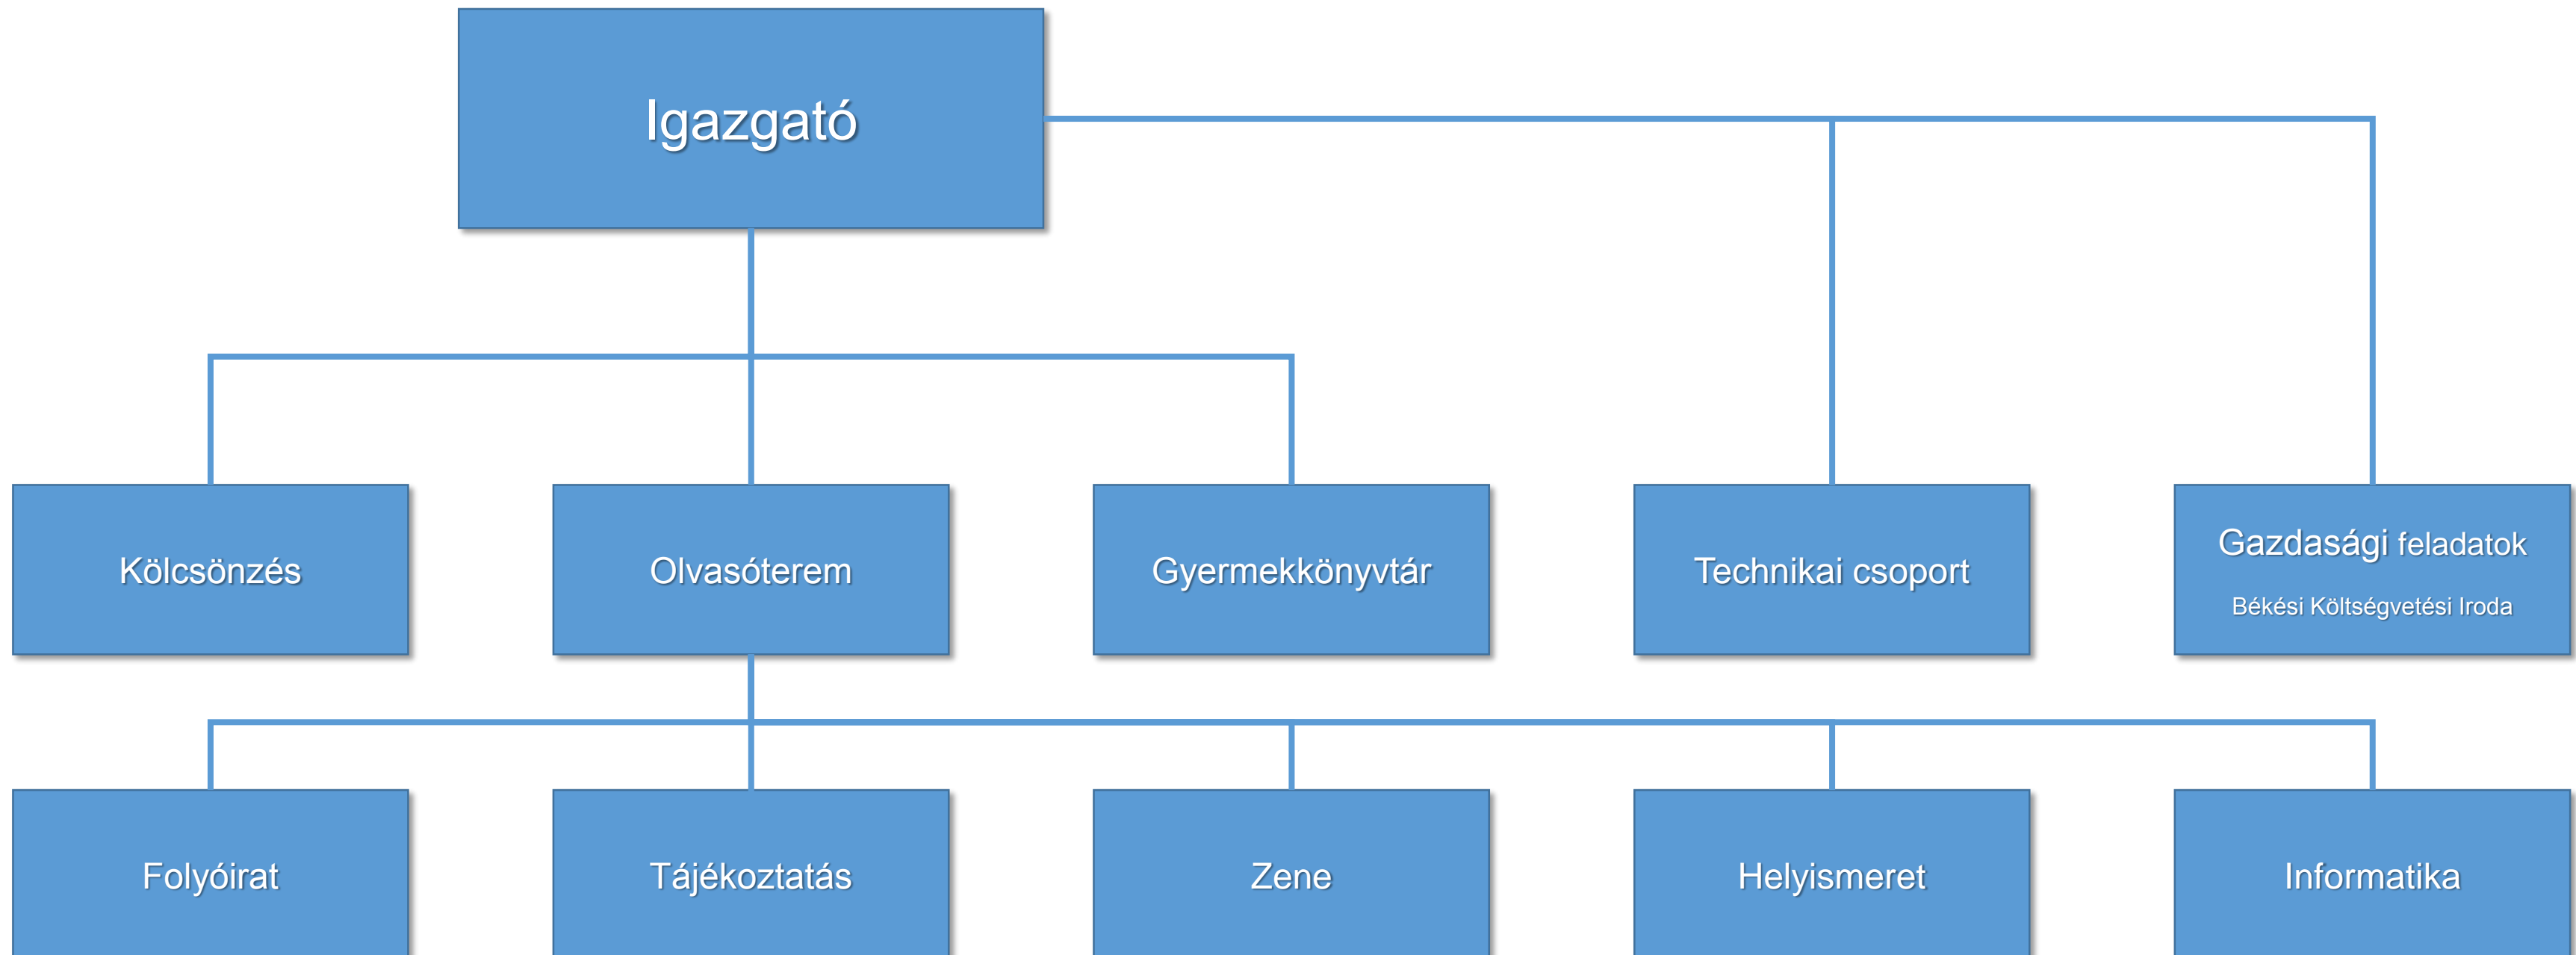 Igazgató
Kölcsönzés
Olvasóterem
Gyermekkönyvtár
Technikai csoport
Gazdasági feladatok
Békési Költségvetési Iroda
Folyóirat
Tájékoztatás
Zene
Helyismeret
Informatika